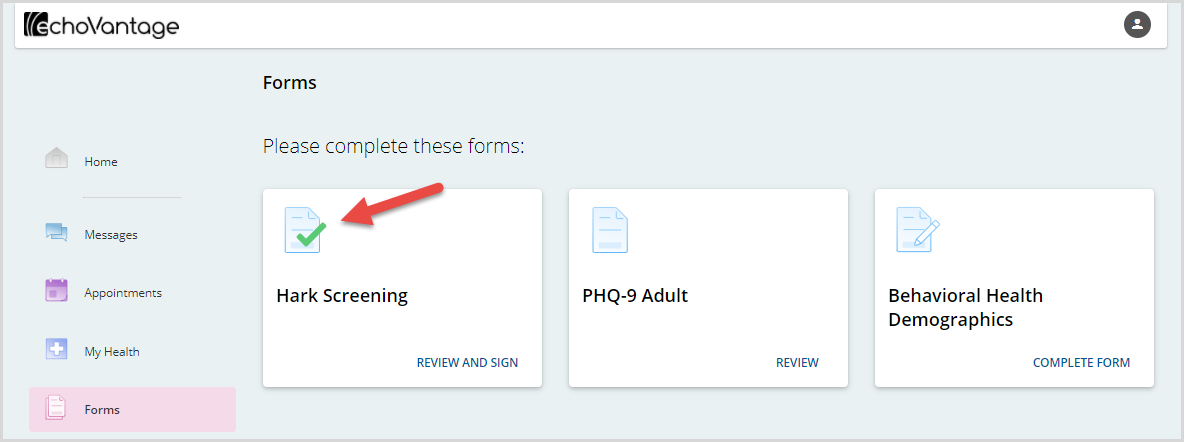 echoVantage
Forms
Please complete these forms:
Home
Messages
Appointments
My Health
Forms
Hark Screening
REVIEW AND SIGN
PHQ-9 Adult
REVIEW
Behavioral Health
Demographics
COMPLETE FORM